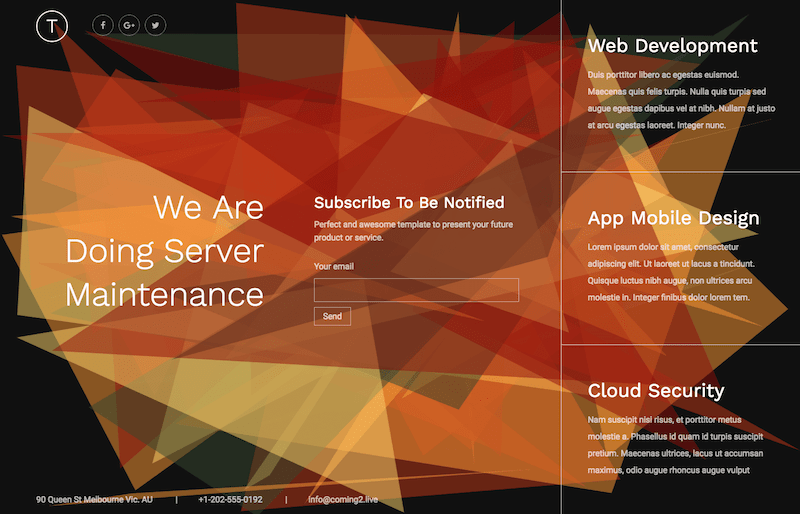 T
f G+
We Are
Doing Server
Maintenance
Subscribe To Be Notified
Perfect and awesome template to present your future
product or service.
Your email
Send
Web Development
Duis porttitor libero ac egestas euismod.
Maecenas quis felis turpis. Nulla quis turpis sed
augue egestas dapibus vel at nibh. Nullam at justo
at arcu egestas laoreet. Integer nunc.
App Mobile Design
Lorem ipsum dolor sit amet, consectetur
adipiscing elit. Ut laoreet ut lacus a tincidunt.
Quisque luctus nibh augue, non ultrices arcu
molestie in. Integer finibus dolor lorem tem.
Cloud Security
Nam suscipit nisl risus, et porttitor metus
molestie a. Phasellus id quam id turpis suscipit
pretium. Maecenas ultrices, lacus ut accumsan
maximus, odio augue rhoncus augue vulput
90 Queen St Melbourne Vic. AU | +1-202-555-0192 | info@coming2.live